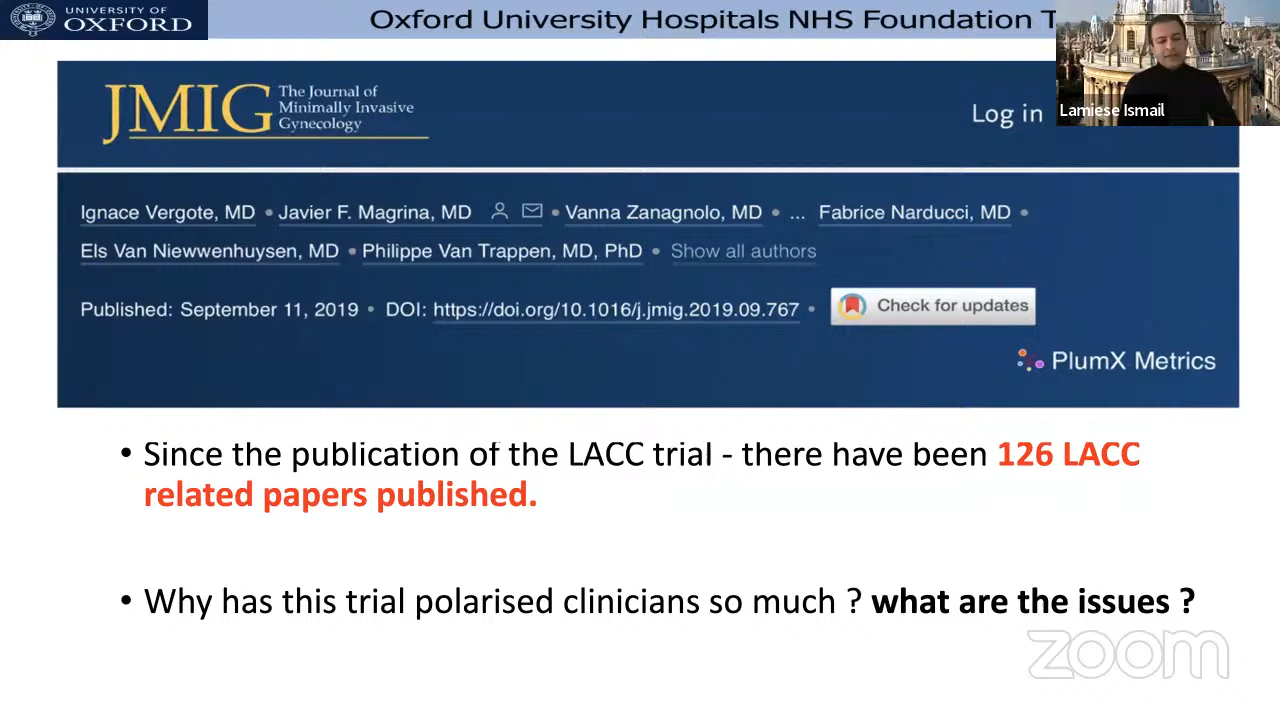 UNIVERSITY OF
OXFORD
Oxford University Hospitals NHS Foundation T
Lamiese Ismail
JMIG
The Journal of
Minimally Invasive
Gynecology
Log in
Ignace Vergote, MD • Javier F. Magrina, MD • Vanna Zanagnolo, MD • ... Fabrice Narducci, MD •
Els Van Niewwenhuysen, MD • Philippe Van Trappen, MD, PhD • Show all authors
Published: September 11, 2019 • DOI: https://doi.org/10.1016/j.jmig.2019.09.767 • Check for updates
PlumX Metrics
• Since the publication of the LACC trial - there have been 126 LACC
related papers published.
• Why has this trial polarised clinicians so much ? what are the issues ?
zoom